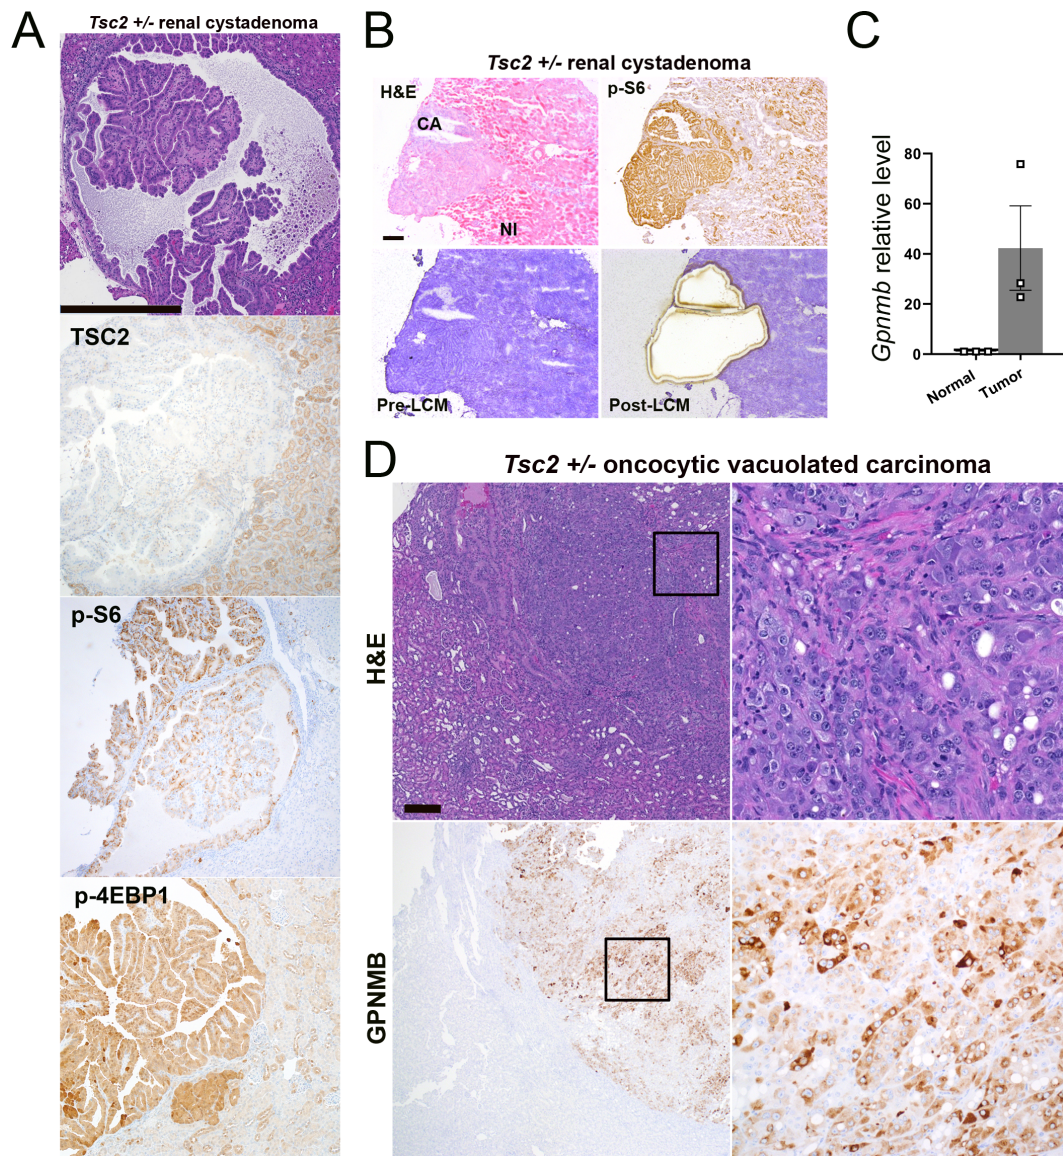 A
Tsc2 +/- renal cystadenoma
TSC2
p-S6
p-4EBP1
B
Tsc2 +/- renal cystadenoma
H&E
CA
NI
p-S6
Pre-LCM
Post-LCM
C
Gpnmb relative level
80
60
40
20
0
Normal
Tumor
D
Tsc2 +/- oncocytic vacuolated carcinoma
H&E
GPNMB